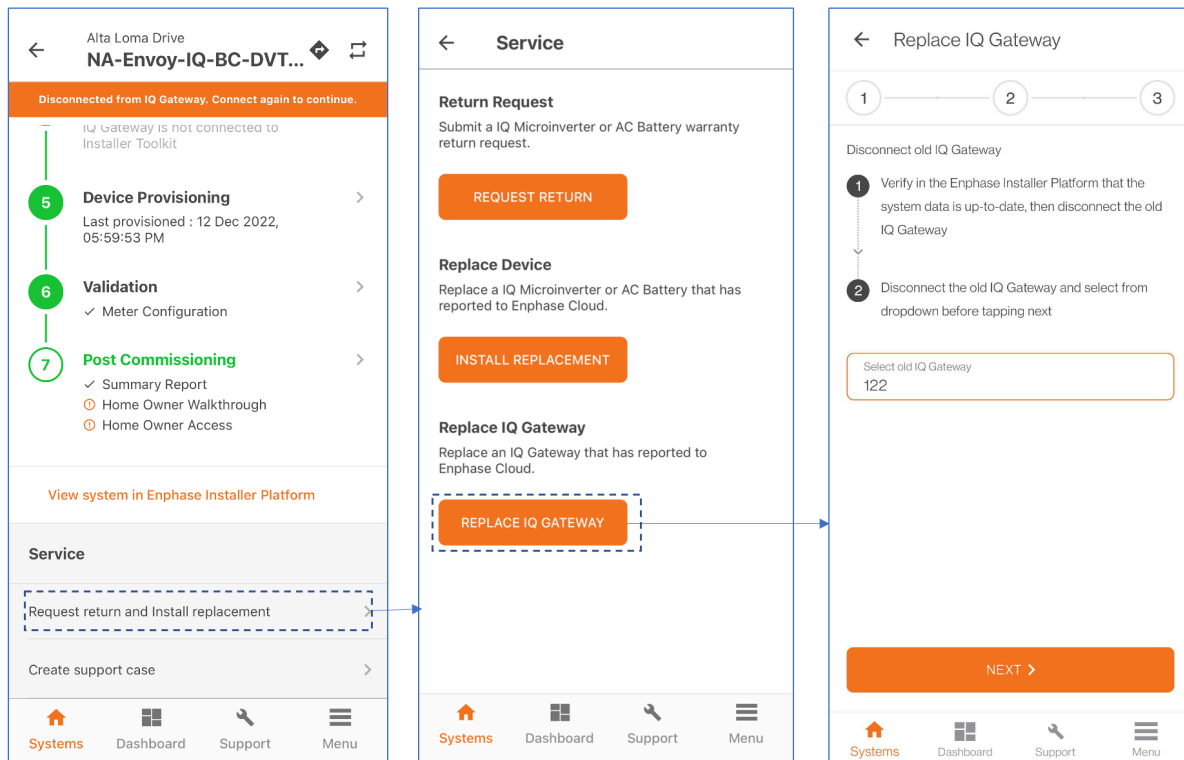 Alta Loma Drive
NA-Envoy-IQ-BC-DVT...
Disconnected from IQ Gateway. Connect again to continue.
IQ Gateway is not connected to
Installer Toolkit
5
Device Provisioning
Last provisioned : 12 Dec 2022,
05:59:53 PM
6
Validation
Meter Configuration
7
Post Commissioning
Summary Report
Home Owner Walkthrough
Home Owner Access
View system in Enphase Installer Platform
Service
Request return and Install replacement
Create support case
Systems Dashboard Support Menu
Service
Return Request
Submit a IQ Microinverter or AC Battery warranty
return request.
REQUEST RETURN
Replace Device
Replace a IQ Microinverter or AC Battery that has
reported to Enphase Cloud.
INSTALL REPLACEMENT
Replace IQ Gateway
Replace an IQ Gateway that has reported to
Enphase Cloud.
REPLACE IQ GATEWAY
Systems Dashboard Support Menu
Replace IQ Gateway
1 2 3
Disconnect old IQ Gateway
1 Verify in the Enphase Installer Platform that the
system data is up-to-date, then disconnect the old
IQ Gateway
2 Disconnect the old IQ Gateway and select from
dropdown before tapping next
Select old IQ Gateway
122
NEXT
Systems Dashboard Support Menu